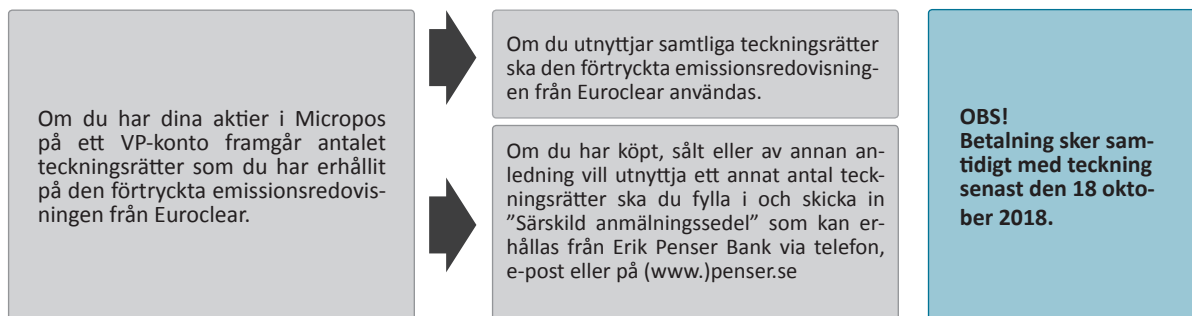 Om du har dina aktier i Micropos
på ett VP-konto framgår antalet
teckningsrätter som du har erhållit
på den förtryckta emissionsredovis-
ningen från Euroclear.
Om du utnyttjar samtliga teckningsrätter
ska den förtryckta emissionsredovisning-
en från Euroclear användas.
Om du har köpt, sålt eller av annan an-
ledning vill utnyttja ett annat antal teck-
ningsrätter ska du fylla i och skicka in
”Särskild anmälningssedel” som kan er-
hållas från Erik Penser Bank via telefon,
e-post eller på (www.)penser.se
OBS!
Betalning sker sam-
tidigt med teckning
senast den 18 okto-
ber 2018.